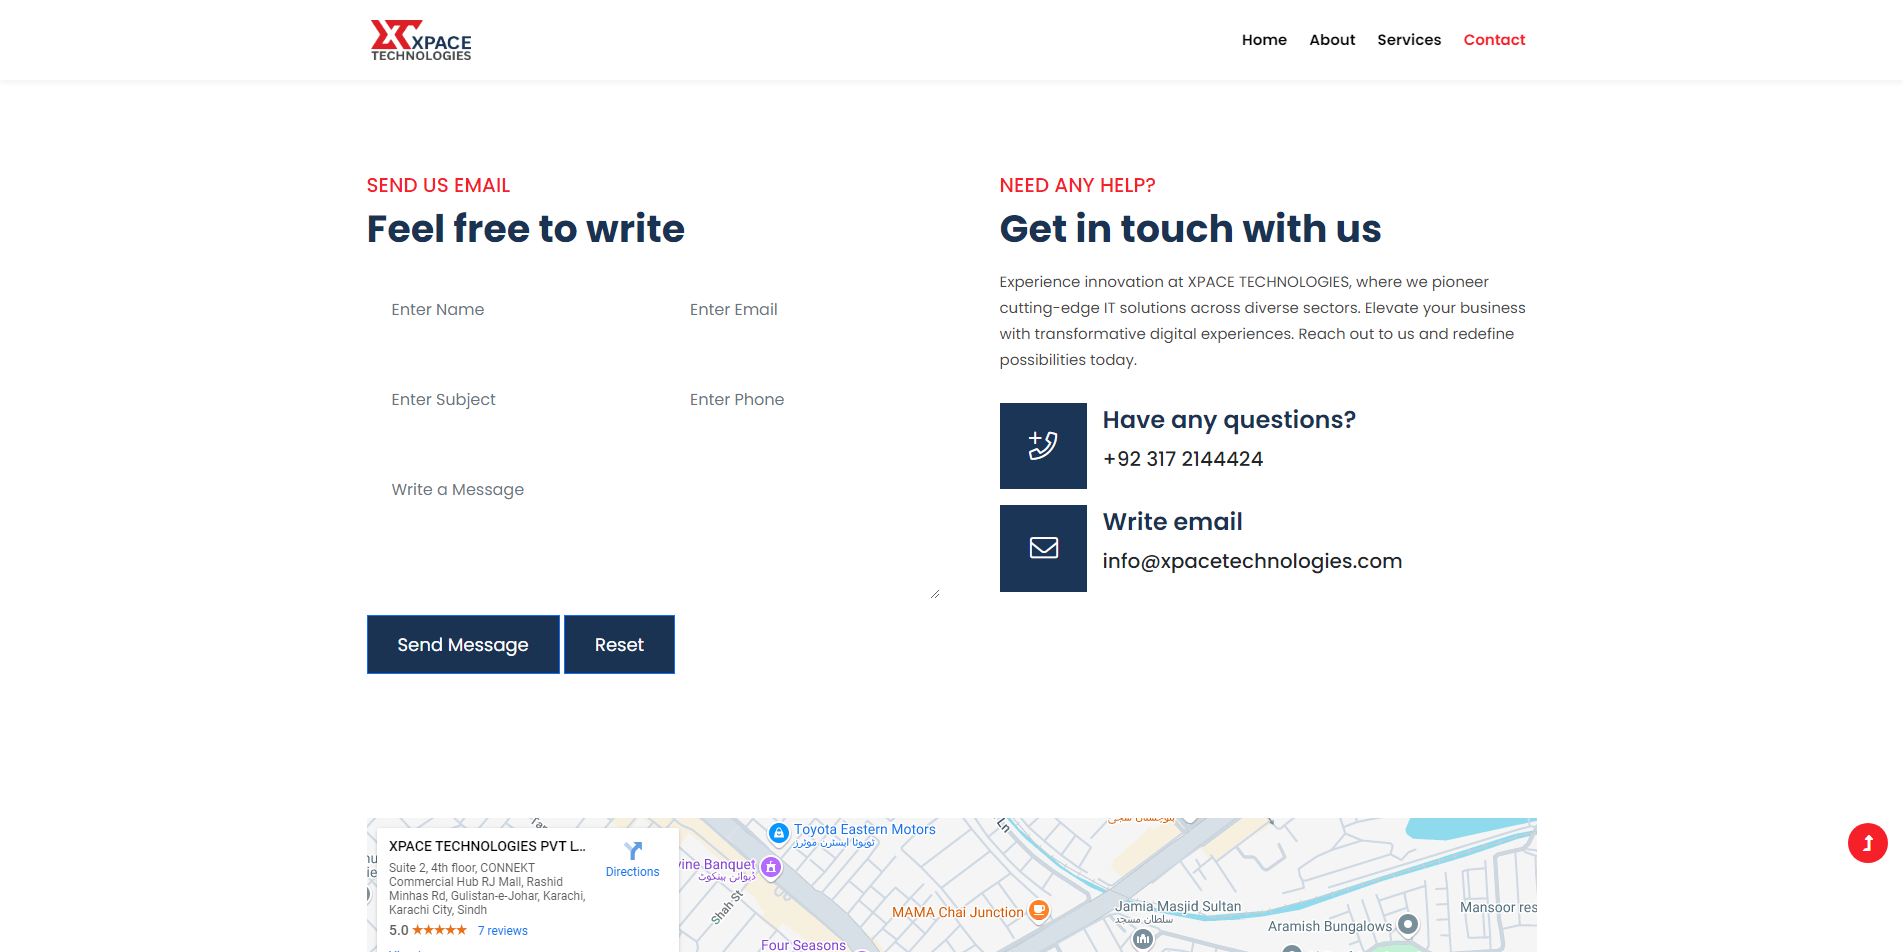 XPACE
TECHNOLOGIES
Home
About
Services
Contact
SEND US EMAIL
Feel free to write
Enter Name
Enter Email
Enter Subject
Enter Phone
Write a Message
Send Message
Reset
NEED ANY HELP?
Get in touch with us
Experience innovation at XPACE TECHNOLOGIES, where we pioneer
cutting-edge IT solutions across diverse sectors. Elevate your business
with transformative digital experiences. Reach out to us and redefine
possibilities today.
Have any questions?
+92 317 2144424
Write email
info@xpacetechnologies.com
XPACE TECHNOLOGIES PVT L...
Suite 2, 4th floor, CONNEKT
Commercial Hub RJ Mall, Rashid
Minhas Rd, Gulistan-e-Johar, Karachi,
Karachi City, Sindh
5.0
7 reviews
Directions
Toyota Eastern Motors
ٹویوٹا ایسٹرن موٹرز
vine Banquet
ڈیوائن بینکوٹ
Shah St
Ln
MAMA Chai Junction
Four Seasons
Jamia Masjid Sultan
سلطان مسجد
Aramish Bungalows
Mansoor res